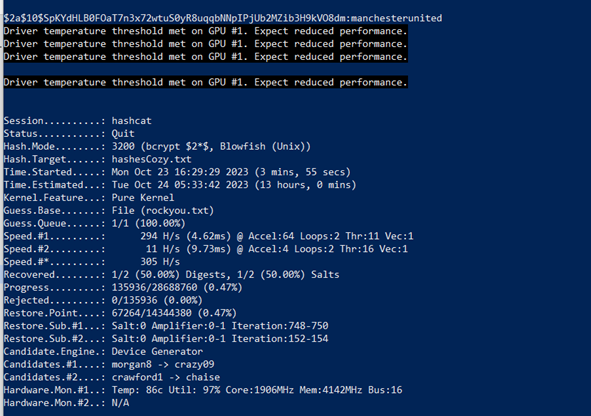 $2a$10$SpKYdHLB0FOaT7n3x72wtuS0yR8uqqbNNpIPjUb2MZib3H9kVO8dm:manchesterunited
Driver temperature threshold met on GPU #1. Expect reduced performance.
Driver temperature threshold met on GPU #1. Expect reduced performance.
Driver temperature threshold met on GPU #1. Expect reduced performance.
Driver temperature threshold met on GPU #1. Expect reduced performance.
Session..........: hashcat
Status...........: Quit
Hash.Mode........: 3200 (bcrypt $2*$, Blowfish (Unix))
Hash.Target......: hashesCozy.txt
Time.Started.....: Mon Oct 23 16:29:29 2023 (3 mins, 55 secs)
Time.Estimated...: Tue Oct 24 05:33:42 2023 (13 hours, 0 mins)
Kernel.Feature...: Pure Kernel
Guess.Base.......: File (rockyou.txt)
Guess.Queue......: 1/1 (100.00%)
Speed.#1.........:      294 H/s (4.62ms) @ Accel:64 Loops:2 Thr:11 Vec:1
Speed.#2.........:       11 H/s (9.73ms) @ Accel:4 Loops:2 Thr:16 Vec:1
Speed.#*.........:      305 H/s
Recovered........: 1/2 (50.00%) Digests, 1/2 (50.00%) Salts
Progress.........: 135936/28688760 (0.47%)
Rejected.........: 0/135936 (0.00%)
Restore.Point....: 67264/14344380 (0.47%)
Restore.Sub.#1...: Salt:0 Amplifier:0-1 Iteration:748-750
Restore.Sub.#2...: Salt:0 Amplifier:0-1 Iteration:152-154
Candidate.Engine.: Device Generator
Candidates.#1....: morgan8 -> crazy09
Candidates.#2....: crawford1 -> chaise
Hardware.Mon.#1..: Temp: 86c Util: 97% Core:1906MHz Mem:4142MHz Bus:16
Hardware.Mon.#2..: N/A